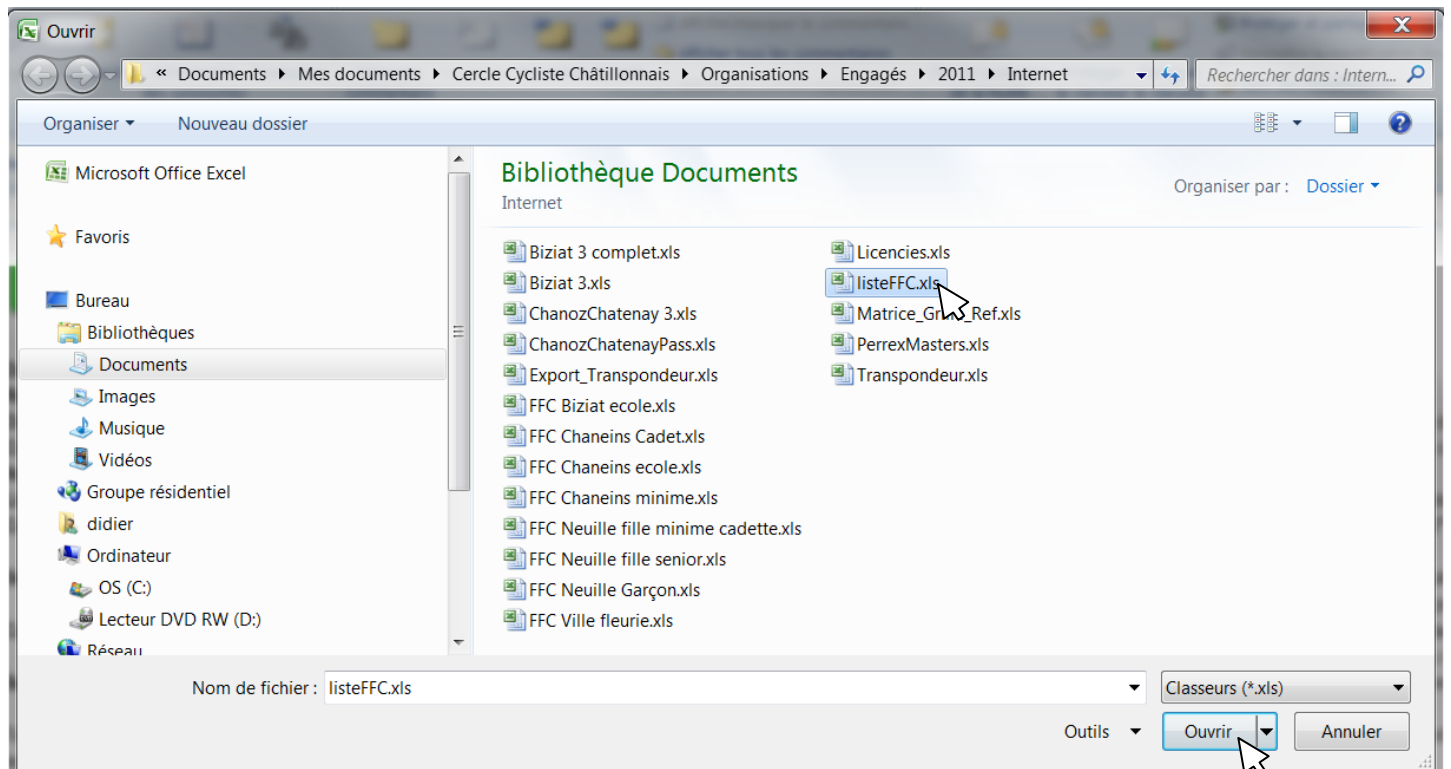 Ouvrir
« Documents ▸ Mes documents ▸ Cercle Cycliste Châtillonnais ▸ Organisations ▸ Engagés ▸ 2011 ▸ Internet
Rechercher dans : Intern...
Organiser
Nouveau dossier
Microsoft Office Excel
Favoris
Bureau
Bibliothèques
Documents
Images
Musique
Vidéos
Groupe résidentiel
didier
Ordinateur
OS (C:)
Lecteur DVD RW (D:)
Réseau
Bibliothèque Documents
Internet
Organiser par : Dossier
Biziat 3 complet.xls
Biziat 3.xls
ChanozChatenay 3.xls
ChanozChatenayPass.xls
Export_Transpondeur.xls
FFC Biziat ecole.xls
FFC Chaneins Cadet.xls
FFC Chaneins ecole.xls
FFC Chaneins minime.xls
FFC Neuille fille minime cadette.xls
FFC Neuille fille senior.xls
FFC Neuille Garçon.xls
FFC Ville fleurie.xls
Licencies.xls
listeFFC.xls
PerrexMasters.xls
Transpondeur.xls
Nom de fichier : listeFFC.xls
Classeurs (*.xls)
Outils
Ouvrir
Annuler